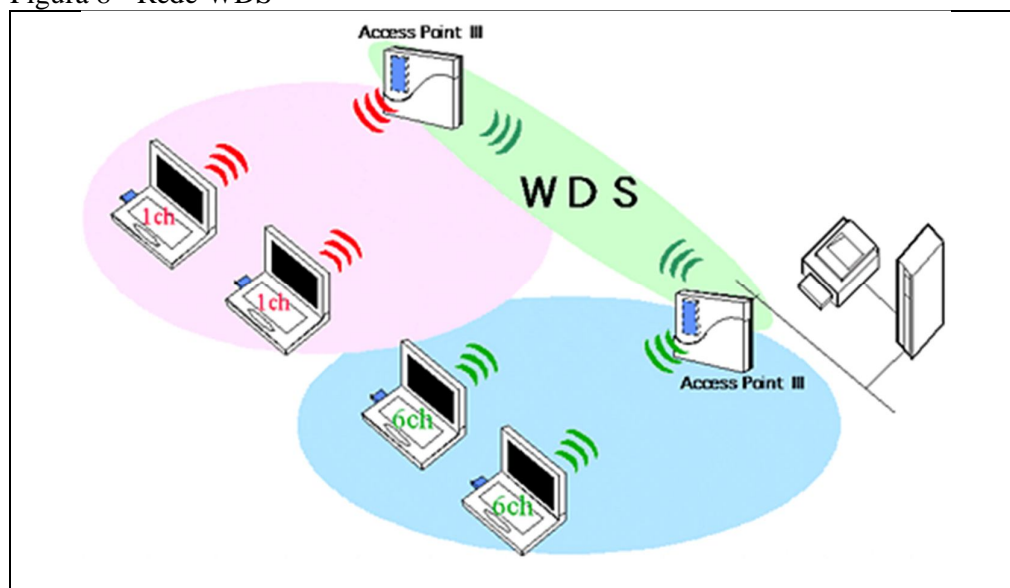 Figura 8 - Rede WDS
Access Point III
WDS
1ch
1ch
Access Point III
6ch
6ch